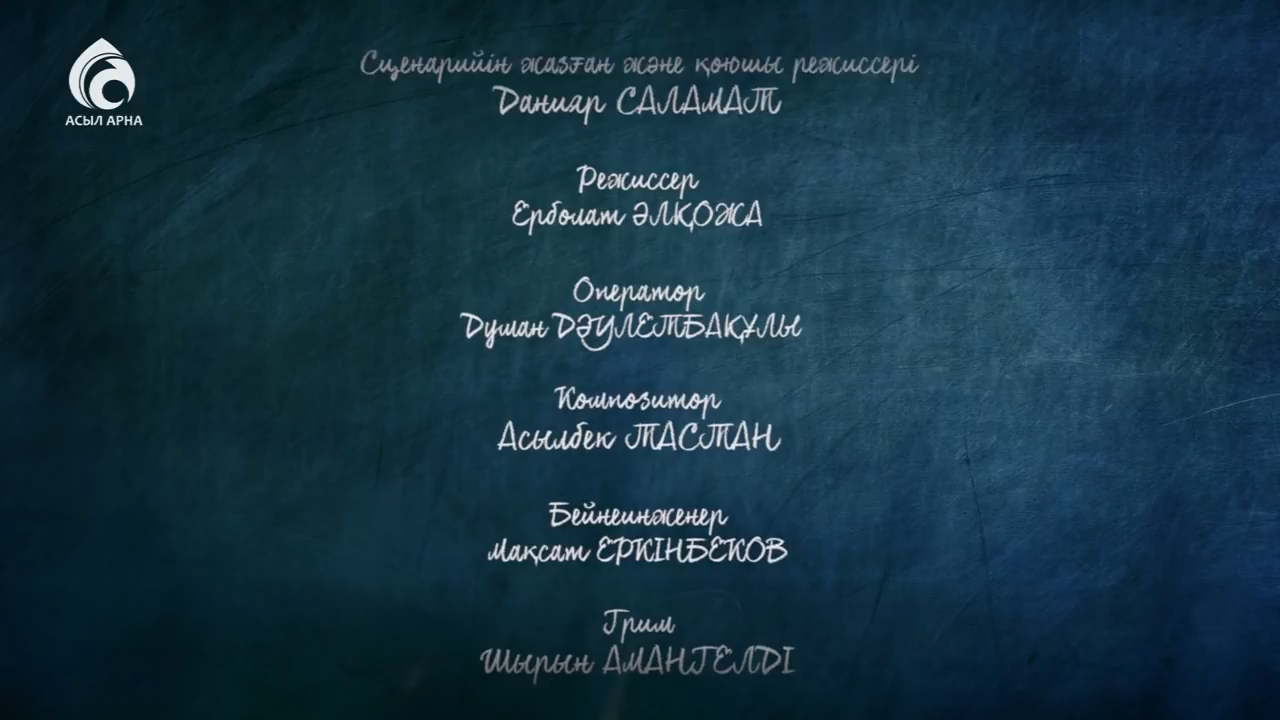 АСЫЛ АРНА
Сценарийін жазған және қоюшы режиссері
Данияр САЛАМАТ
Режиссер
Ерболат ӘЛҚОЖА
Оператор
Душан ДӘУЛЕТБАҚҰЛЫ
Композитор
Асылбек ТАСТАН
Бейнеинженер
Мақсат ЕРКІНБЕКОВ
Грим
Шырын АМАНГЕЛДІ